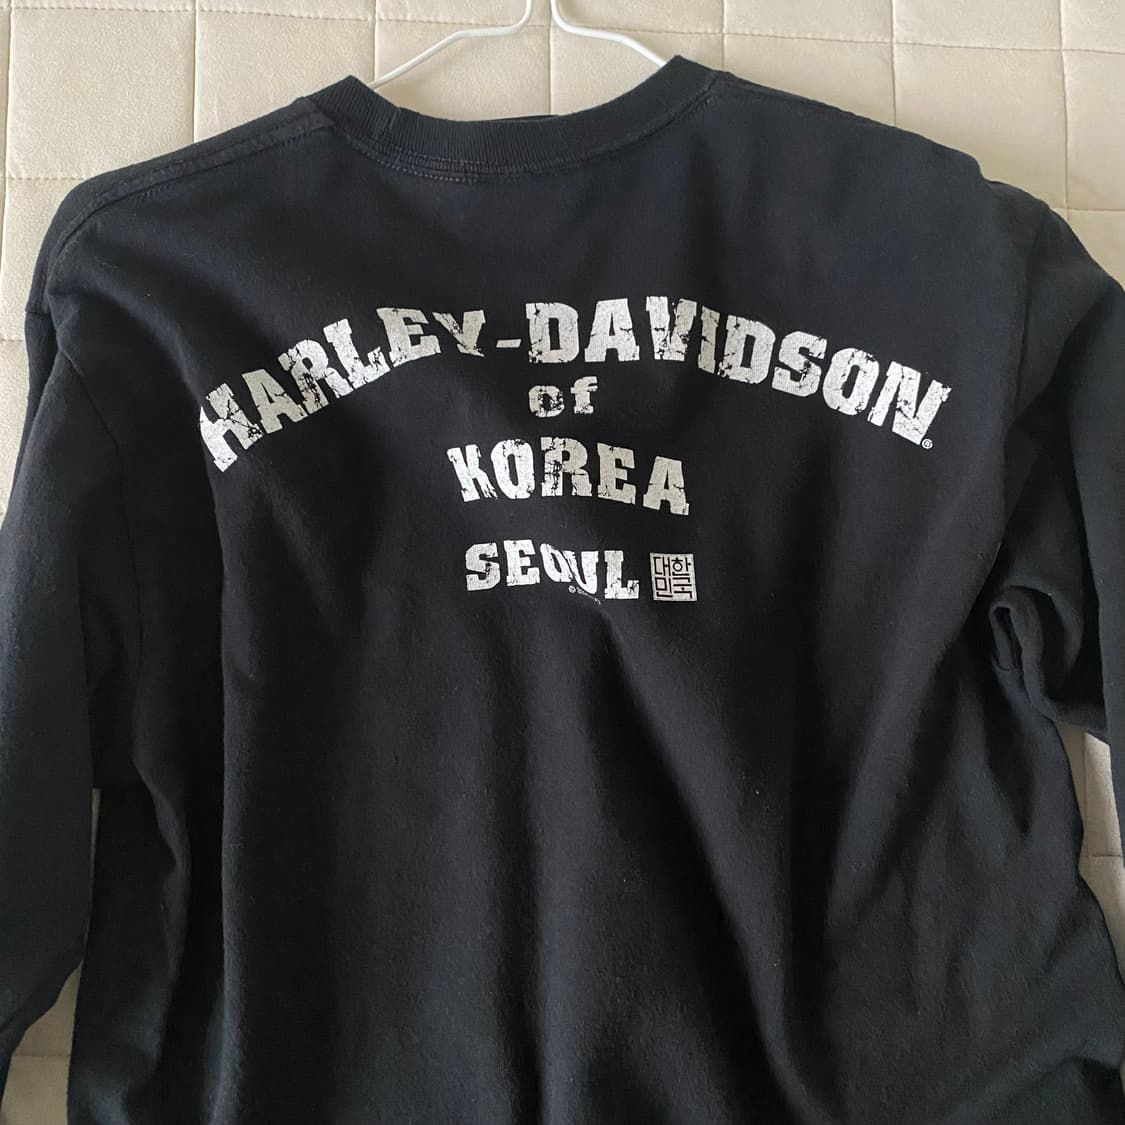 HARLEY-DAVIDSON®
of
KOREA
SEOUL 대한민국